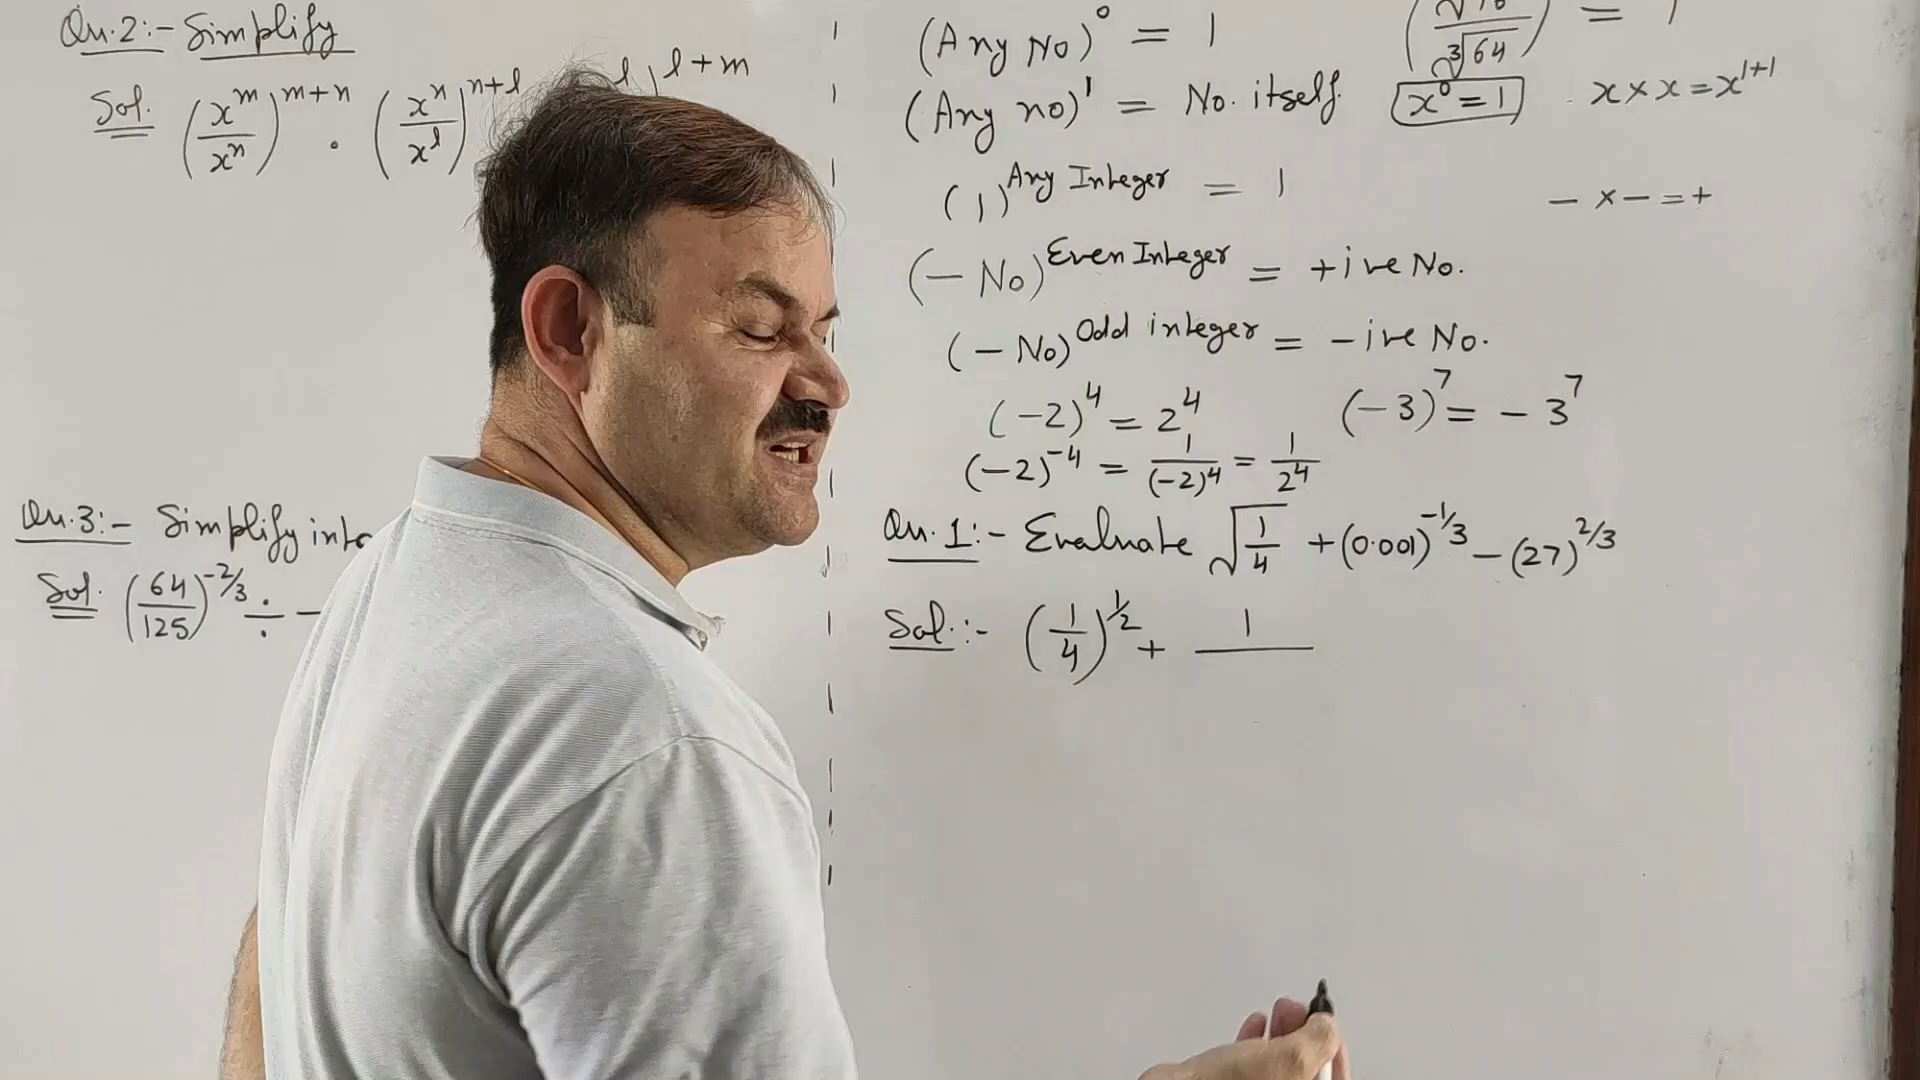 Qu.2:- Simplify
Sol. (x^m/x^n)^m+n . (x^n/x^l)^n+l l)^l+m
Qu.3:- Simplify into
Sol. (64/125)^-2/3 ÷ -
(Any No)^0 = 1
(∛64) = 1
(Any no)^1 = No. itself. x^0 = 1 x × x = x^1+1
(1)^Any Integer = 1 - × - = +
(- No)^Even Integer = +ive No.
(- No)^Odd integer = -ive No.
(-2)^4 = 2^4 (-3)^7 = - 3^7
(-2)^-4 = 1/(-2)^4 = 1/2^4
Qu.1:- Evaluate √1/4 + (0.001)^-1/3 - (27)^2/3
Sol.:- (1/4)^1/2 + 1/